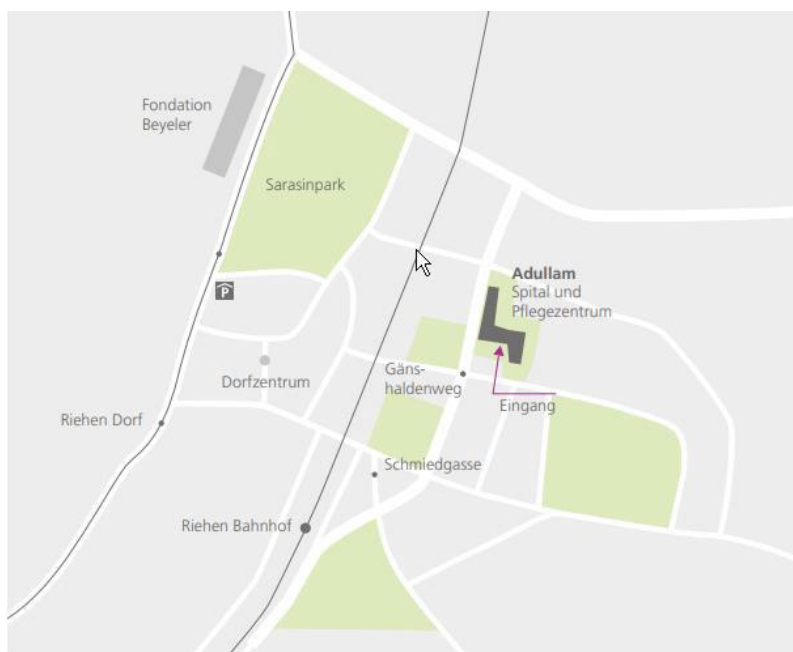 Fondation
Beyeler
Sarasinpark
Adullam
Spital und
Pflegezentrum
P
Gäns-
haldenweg
Dorfzentrum
Eingang
Riehen Dorf
Schmiedgasse
Riehen Bahnhof